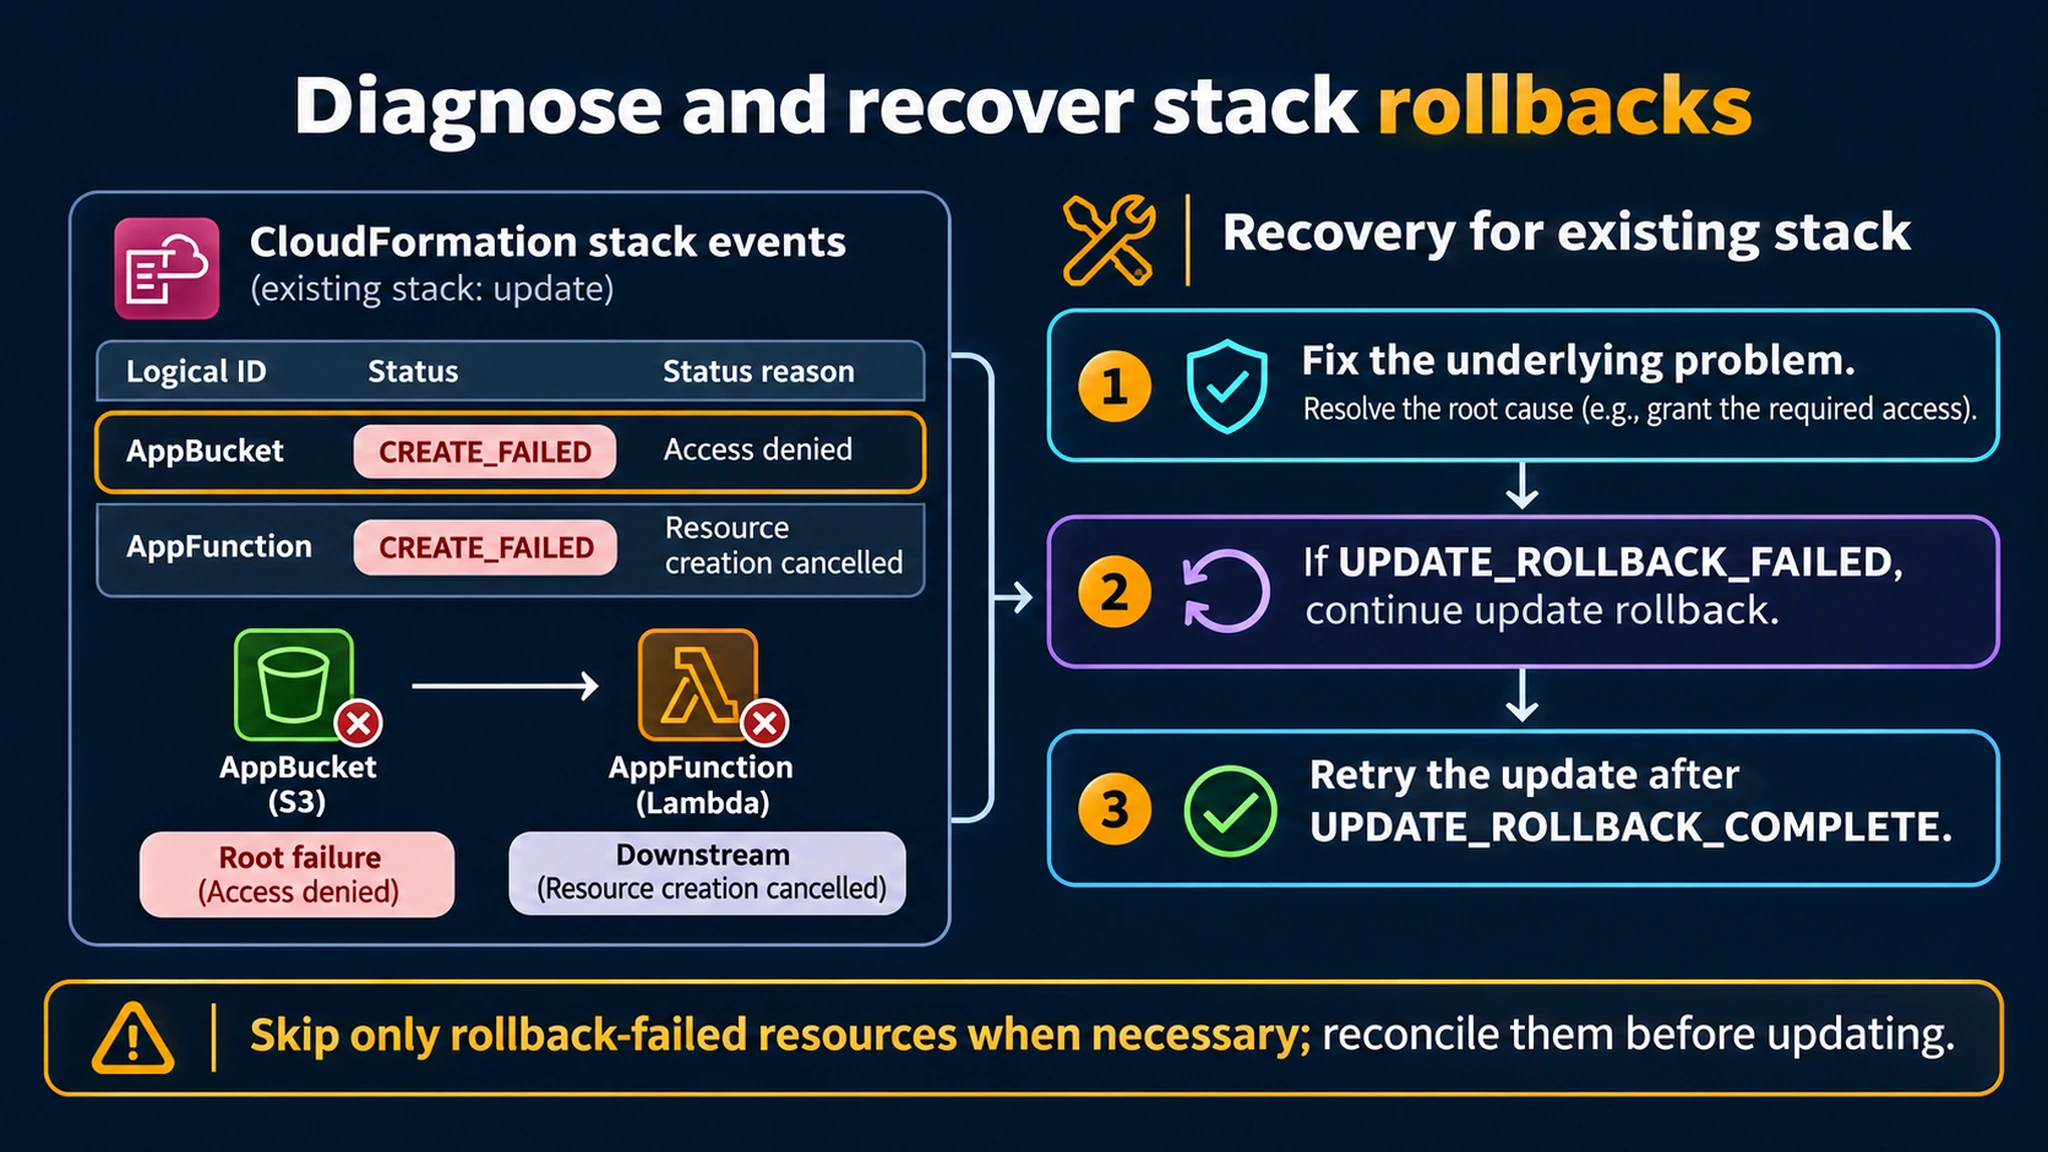 Diagnose and recover stack rollbacks
CloudFormation stack events
(existing stack: update)
Logical ID Status Status reason
AppBucket CREATE_FAILED Access denied
AppFunction CREATE_FAILED Resource
creation cancelled
AppBucket
(S3)
AppFunction
(Lambda)
Root failure
(Access denied)
Downstream
(Resource creation cancelled)
Recovery for existing stack
1
Fix the underlying problem.
Resolve the root cause (e.g., grant the required access).
2
If UPDATE_ROLLBACK_FAILED,
continue update rollback.
3
Retry the update after
UPDATE_ROLLBACK_COMPLETE.
Skip only rollback-failed resources when necessary; reconcile them before updating.